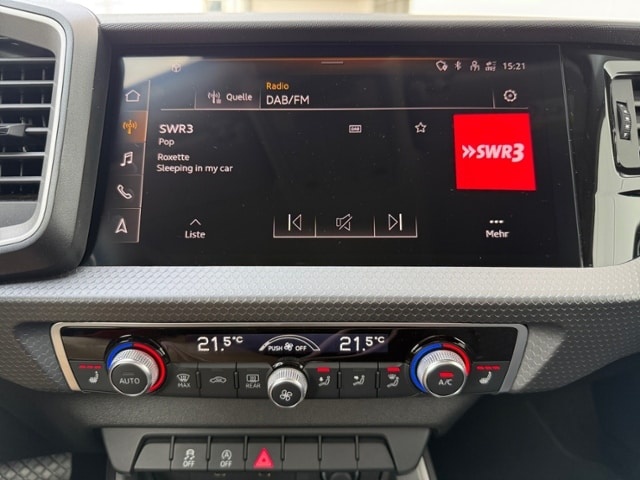 15:21
Quelle
Radio
DAB/FM
SWR3
Pop
DAB
Roxette
Sleeping in my car
»SWR3
Liste
Mehr
21.5°C
PUSH OFF
21.5°C
AUTO
MAX
REAR
A/C
OFF